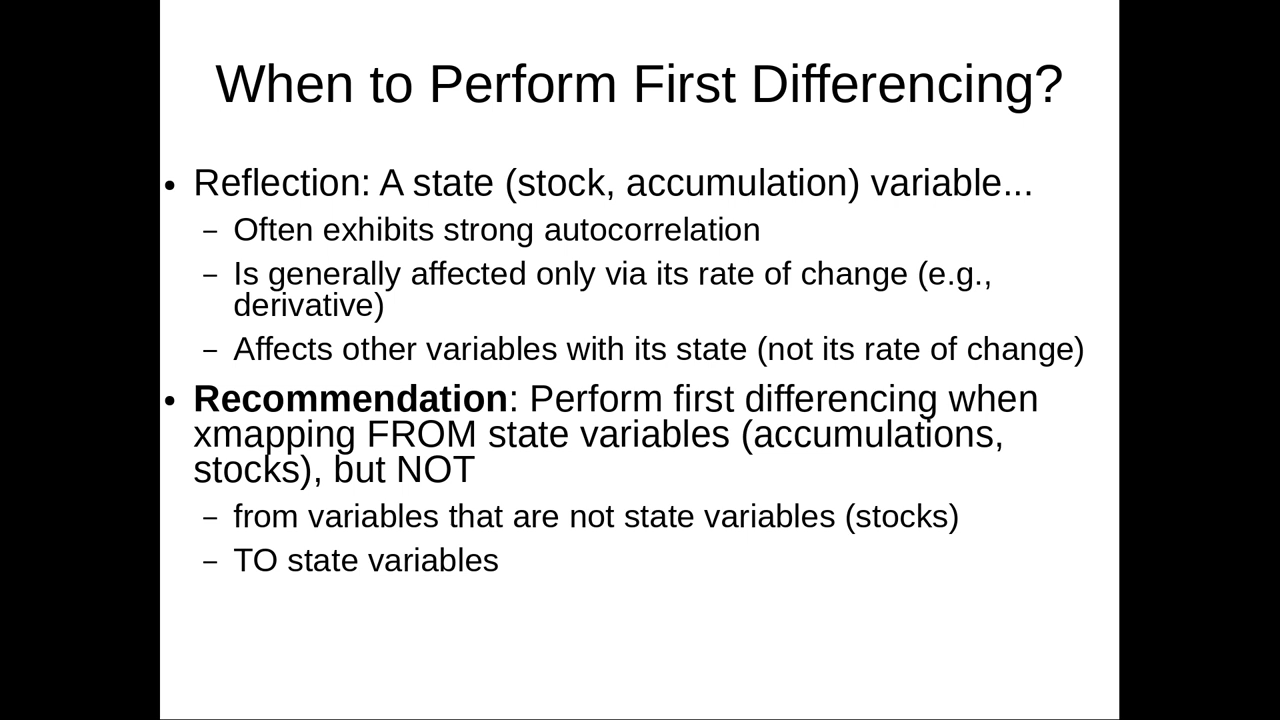 When to Perform First Differencing?
• Reflection: A state (stock, accumulation) variable...
– Often exhibits strong autocorrelation
– Is generally affected only via its rate of change (e.g.,
derivative)
– Affects other variables with its state (not its rate of change)
• Recommendation: Perform first differencing when
xmapping FROM state variables (accumulations,
stocks), but NOT
– from variables that are not state variables (stocks)
– TO state variables